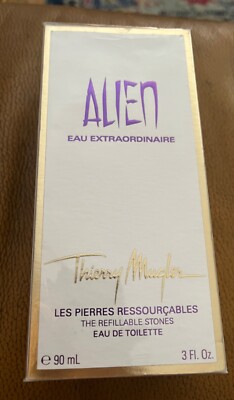 ALIEN
EAU EXTRAORDINAIRE
Thierry Mugler
LES PIERRES RESSOURÇABLES
THE REFILLABLE STONES
EAU DE TOILETTE
℮ 90 mL 3 Fl. Oz.